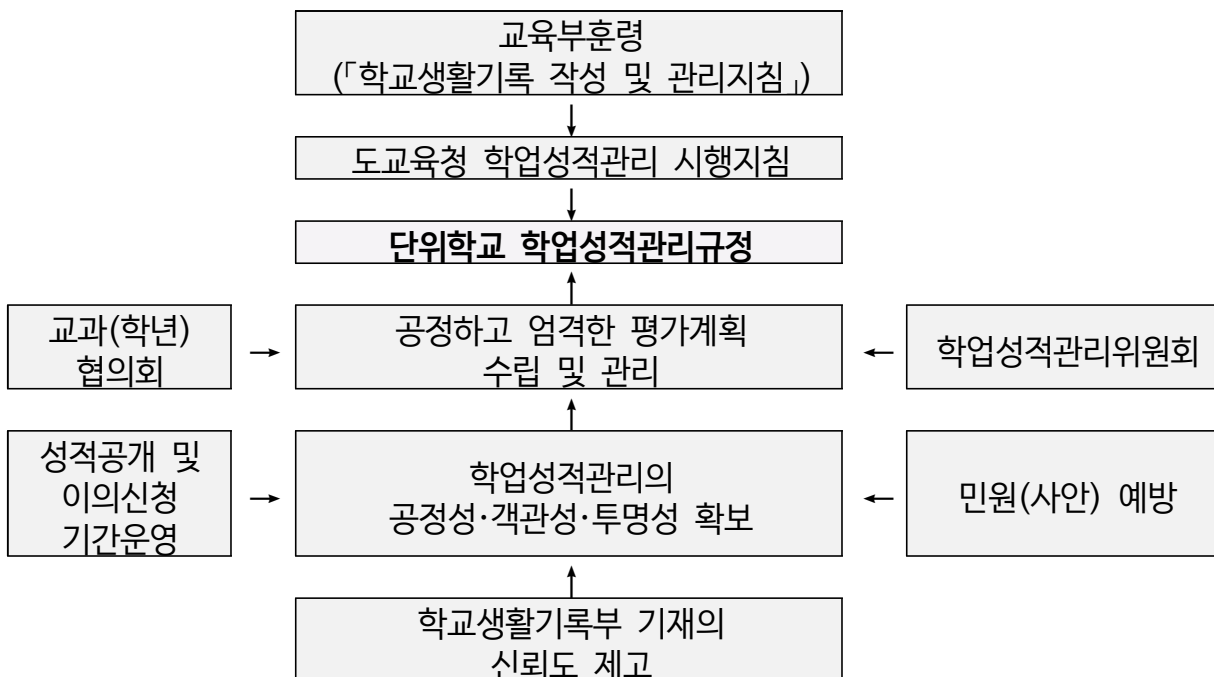 교육부훈령
(｢학교생활기록 작성 및 관리지침｣)
도교육청 학업성적관리 시행지침
단위학교 학업성적관리규정
교과(학년)
협의회
공정하고 엄격한 평가계획
수립 및 관리
학업성적관리위원회
성적공개 및
이의신청
기간운영
학업성적관리의
공정성·객관성·투명성 확보
민원(사안) 예방
학교생활기록부 기재의
신뢰도 제고